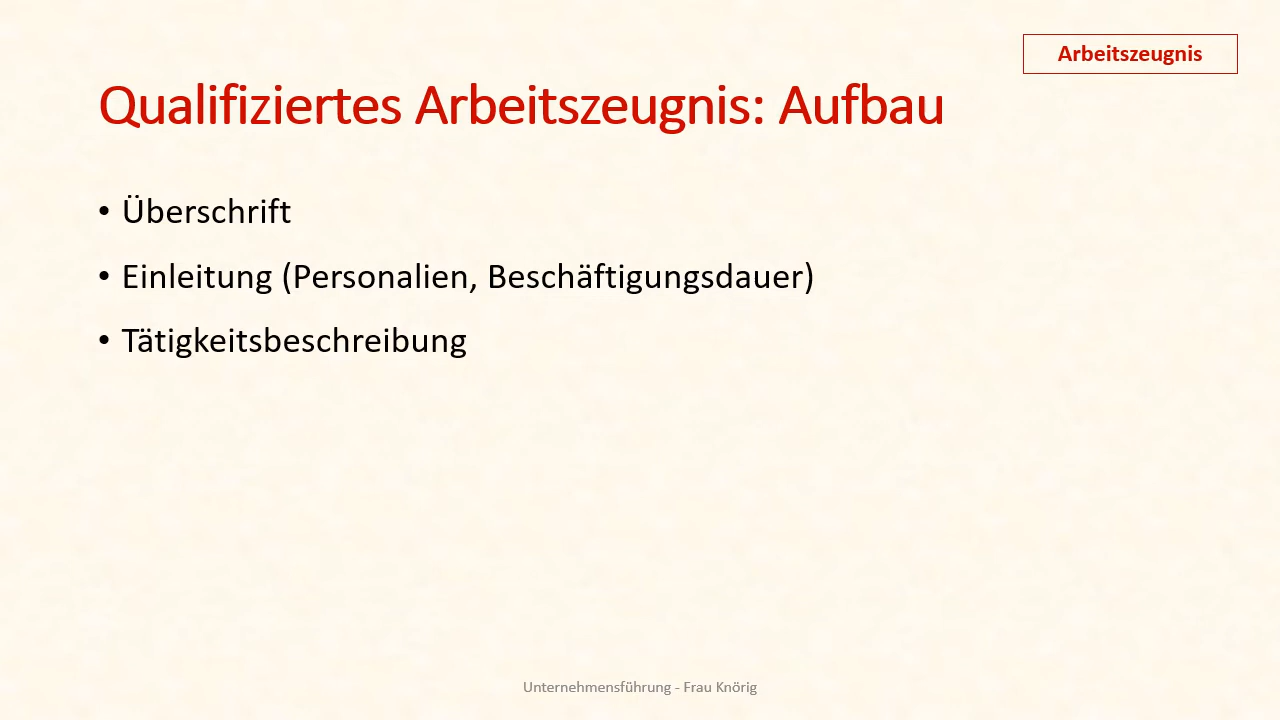 Arbeitszeugnis
Qualifiziertes Arbeitszeugnis: Aufbau
• Überschrift
• Einleitung (Personalien, Beschäftigungsdauer)
• Tätigkeitsbeschreibung
Unternehmensführung - Frau Knörig